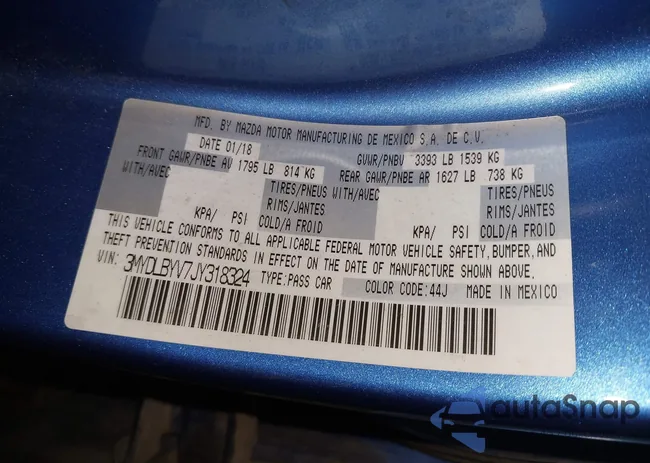 MFD. BY MAZDA MOTOR MANUFACTURING DE MEXICO S.A. DE C.V.
DATE 01/18 GVWR/PNBV 3393 LB 1539 KG
FRONT GAWR/PNBE AV 1795 LB 814 KG REAR GAWR/PNBE AR 1627 LB 738 KG
WITH/AVEC TIRES/PNEUS WITH/AVEC TIRES/PNEUS
RIMS/JANTES RIMS/JANTES
KPA/ PSI COLD/A FROID KPA/ PSI COLD/A FROID
THIS VEHICLE CONFORMS TO ALL APPLICABLE FEDERAL MOTOR VEHICLE SAFETY, BUMPER, AND
THEFT PREVENTION STANDARDS IN EFFECT ON THE DATE OF MANUFACTURE SHOWN ABOVE.
VIN: 3MYDLBYV7JY318324 TYPE:PASS CAR COLOR CODE:44J MADE IN MEXICO
autoSnap